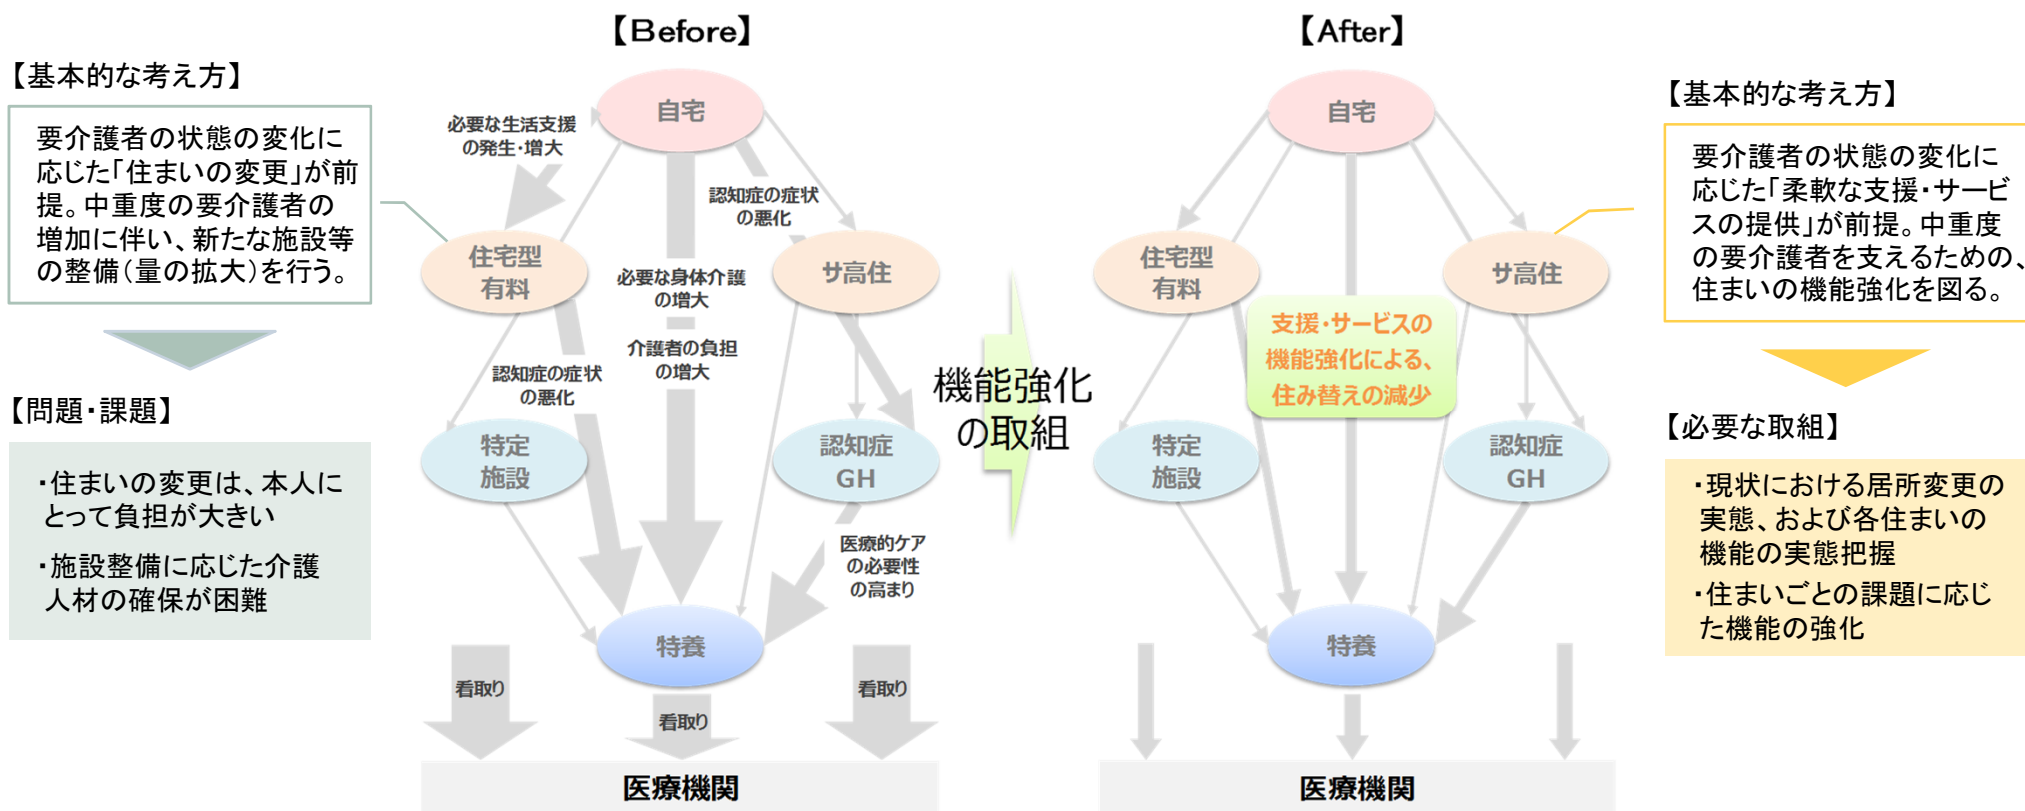 【Before】
【基本的な考え方】
要介護者の状態の変化に
応じた「住まいの変更」が前
提。中重度の要介護者の
増加に伴い、新たな施設等
の整備(量の拡大)を行う。
【問題・課題】
・住まいの変更は、本人に
とって負担が大きい
・施設整備に応じた介護
人材の確保が困難
自宅
必要な生活支援
の発生・増大
認知症の症状
の悪化
住宅型
有料
必要な身体介護
の増大
サ高住
介護者の負担
の増大
認知症の症状
の悪化
特定
施設
認知症
GH
医療的ケア
の必要性
の高まり
特養
看取り
看取り
看取り
医療機関
機能強化
の取組
【After】
自宅
住宅型
有料
サ高住
支援・サービスの
機能強化による、
住み替えの減少
特定
施設
認知症
GH
特養
医療機関
【基本的な考え方】
要介護者の状態の変化に
応じた「柔軟な支援・サービ
スの提供」が前提。中重度
の要介護者を支えるための、
住まいの機能強化を図る。
【必要な取組】
・現状における居所変更の
実態、および各住まいの
機能の実態把握
・住まいごとの課題に応じ
た機能の強化